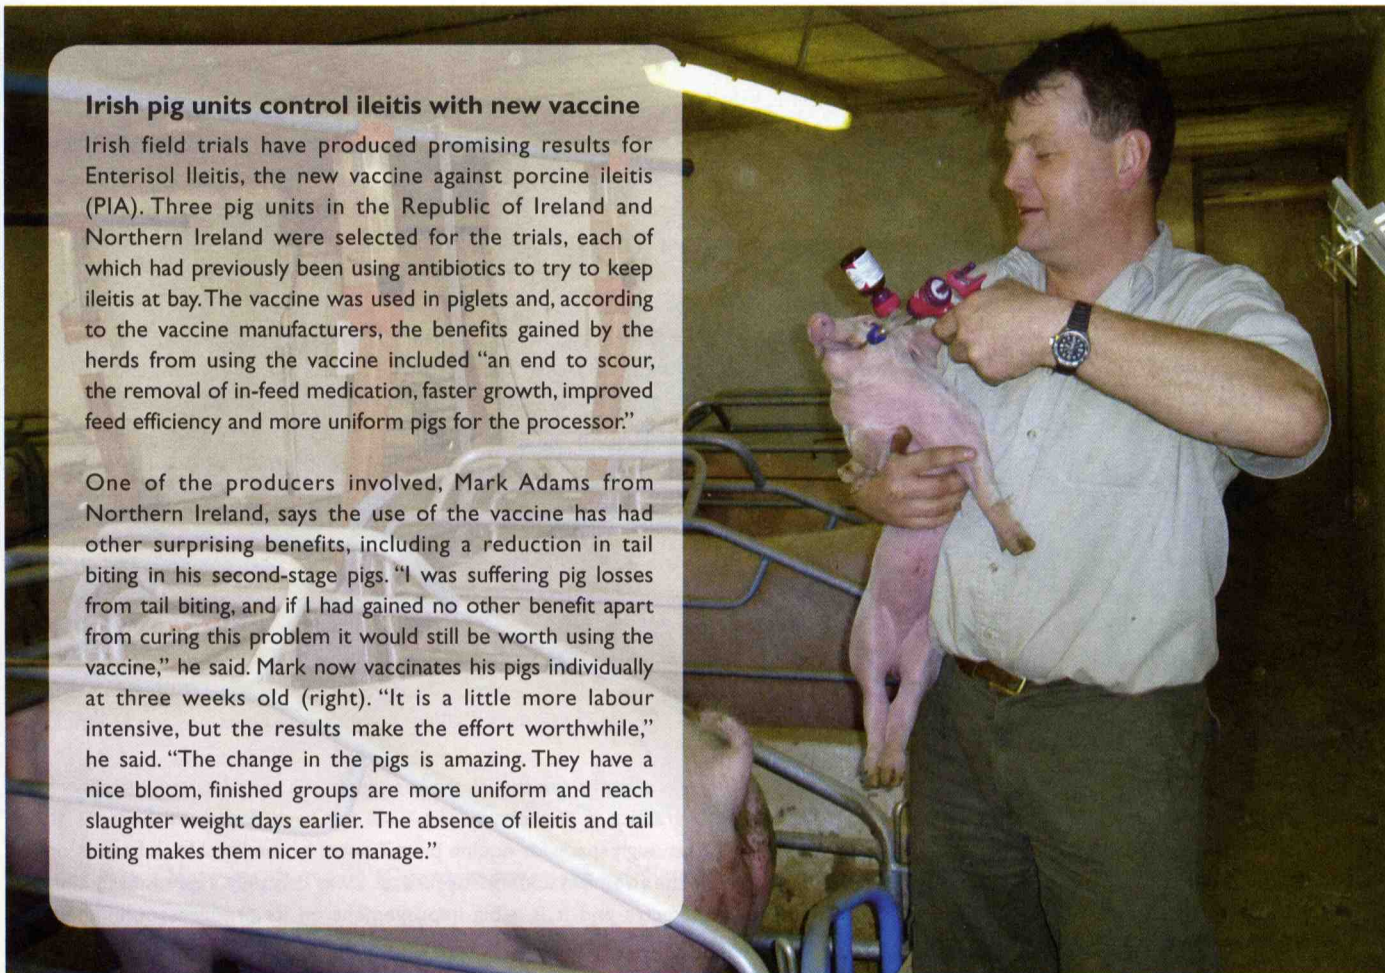 Irish pig units control ileitis with new vaccine
Irish field trials have produced promising results for
Enterisol Ileitis, the new vaccine against porcine ileitis
(PIA). Three pig units in the Republic of Ireland and
Northern Ireland were selected for the trials, each of
which had previously been using antibiotics to try to keep
ileitis at bay. The vaccine was used in piglets and, according
to the vaccine manufacturers, the benefits gained by the
herds from using the vaccine included “an end to scour,
the removal of in-feed medication, faster growth, improved
feed efficiency and more uniform pigs for the processor.”
One of the producers involved, Mark Adams from
Northern Ireland, says the use of the vaccine has had
other surprising benefits, including a reduction in tail
biting in his second-stage pigs. “I was suffering pig losses
from tail biting, and if I had gained no other benefit apart
from curing this problem it would still be worth using the
vaccine,” he said. Mark now vaccinates his pigs individually
at three weeks old (right). “It is a little more labour
intensive, but the results make the effort worthwhile,”
he said. “The change in the pigs is amazing. They have a
nice bloom, finished groups are more uniform and reach
slaughter weight days earlier. The absence of ileitis and tail
biting makes them nicer to manage.”